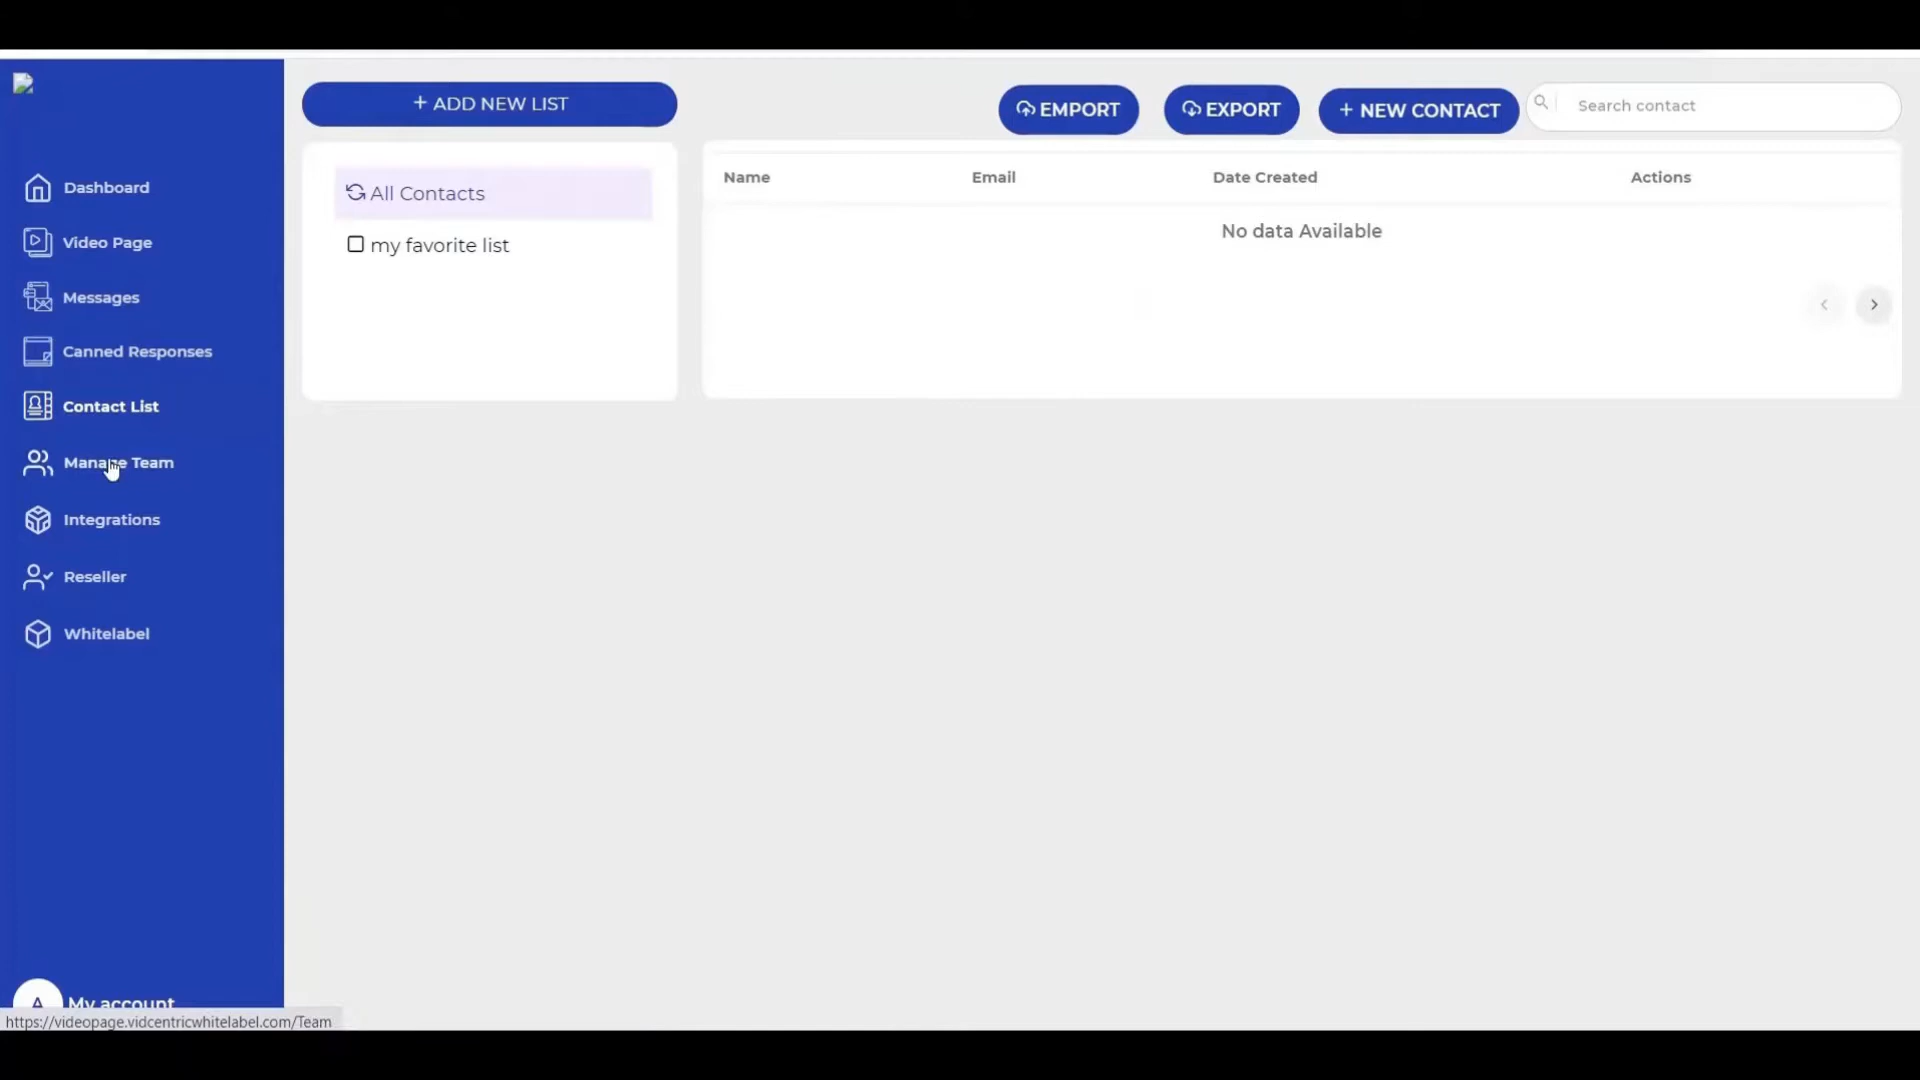 + ADD NEW LIST
EMPORT
EXPORT
+ NEW CONTACT
Search contact
Dashboard
Video Page
Messages
Canned Responses
Contact List
Manage Team
Integrations
Reseller
Whitelabel
All Contacts
my favorite list
Name Email Date Created Actions
No data Available
A My account
https://videopage.vidcentricwhitelabel.com/Team